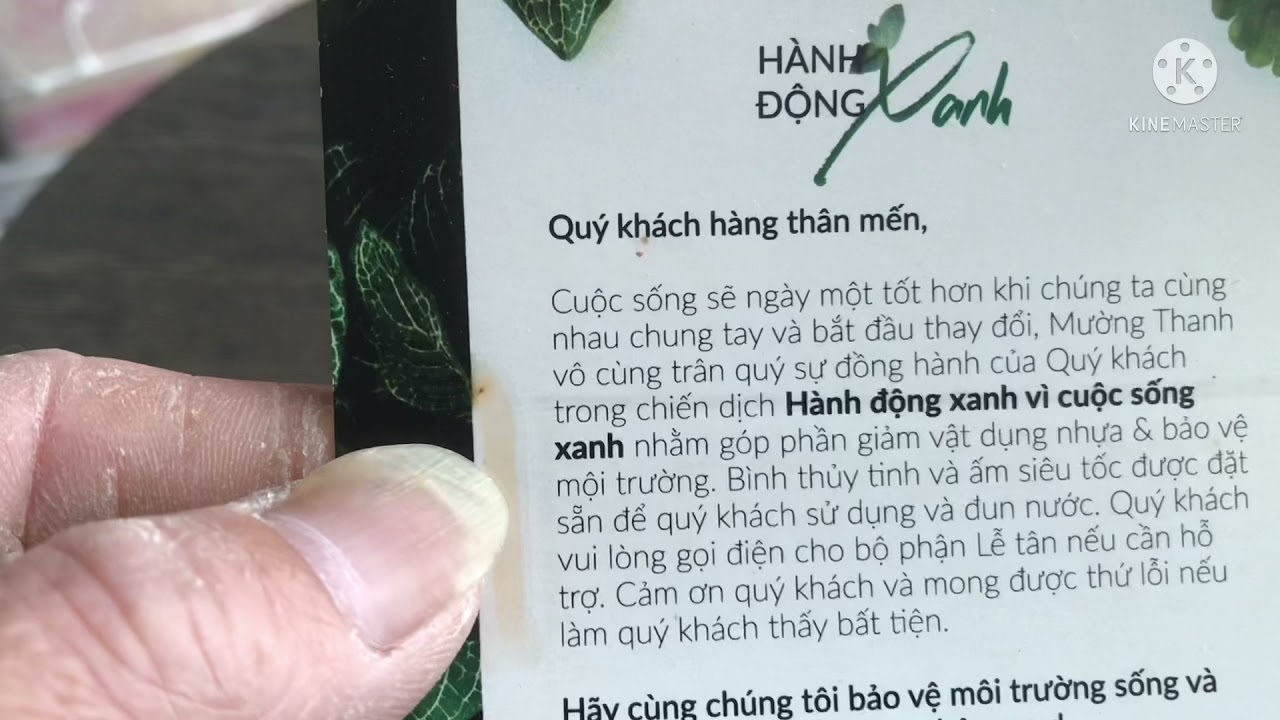 HÀNH
ĐỘNG Xanh
KINEMASTER
Quý khách hàng thân mến,
Cuộc sống sẽ ngày một tốt hơn khi chúng ta cùng
nhau chung tay và bắt đầu thay đổi, Mường Thanh
vô cùng trân quý sự đồng hành của Quý khách
trong chiến dịch Hành động xanh vì cuộc sống
xanh nhằm góp phần giảm vật dụng nhựa & bảo vệ
mội trường. Bình thủy tinh và ấm siêu tốc được đặt
sẵn để quý khách sử dụng và đun nước. Quý khách
vui lòng gọi điện cho bộ phận Lễ tân nếu cần hỗ
trợ. Cảm ơn quý khách và mong được thứ lỗi nếu
làm quý khách thấy bất tiện.
Hãy cùng chúng tôi bảo vệ môi trường sống và